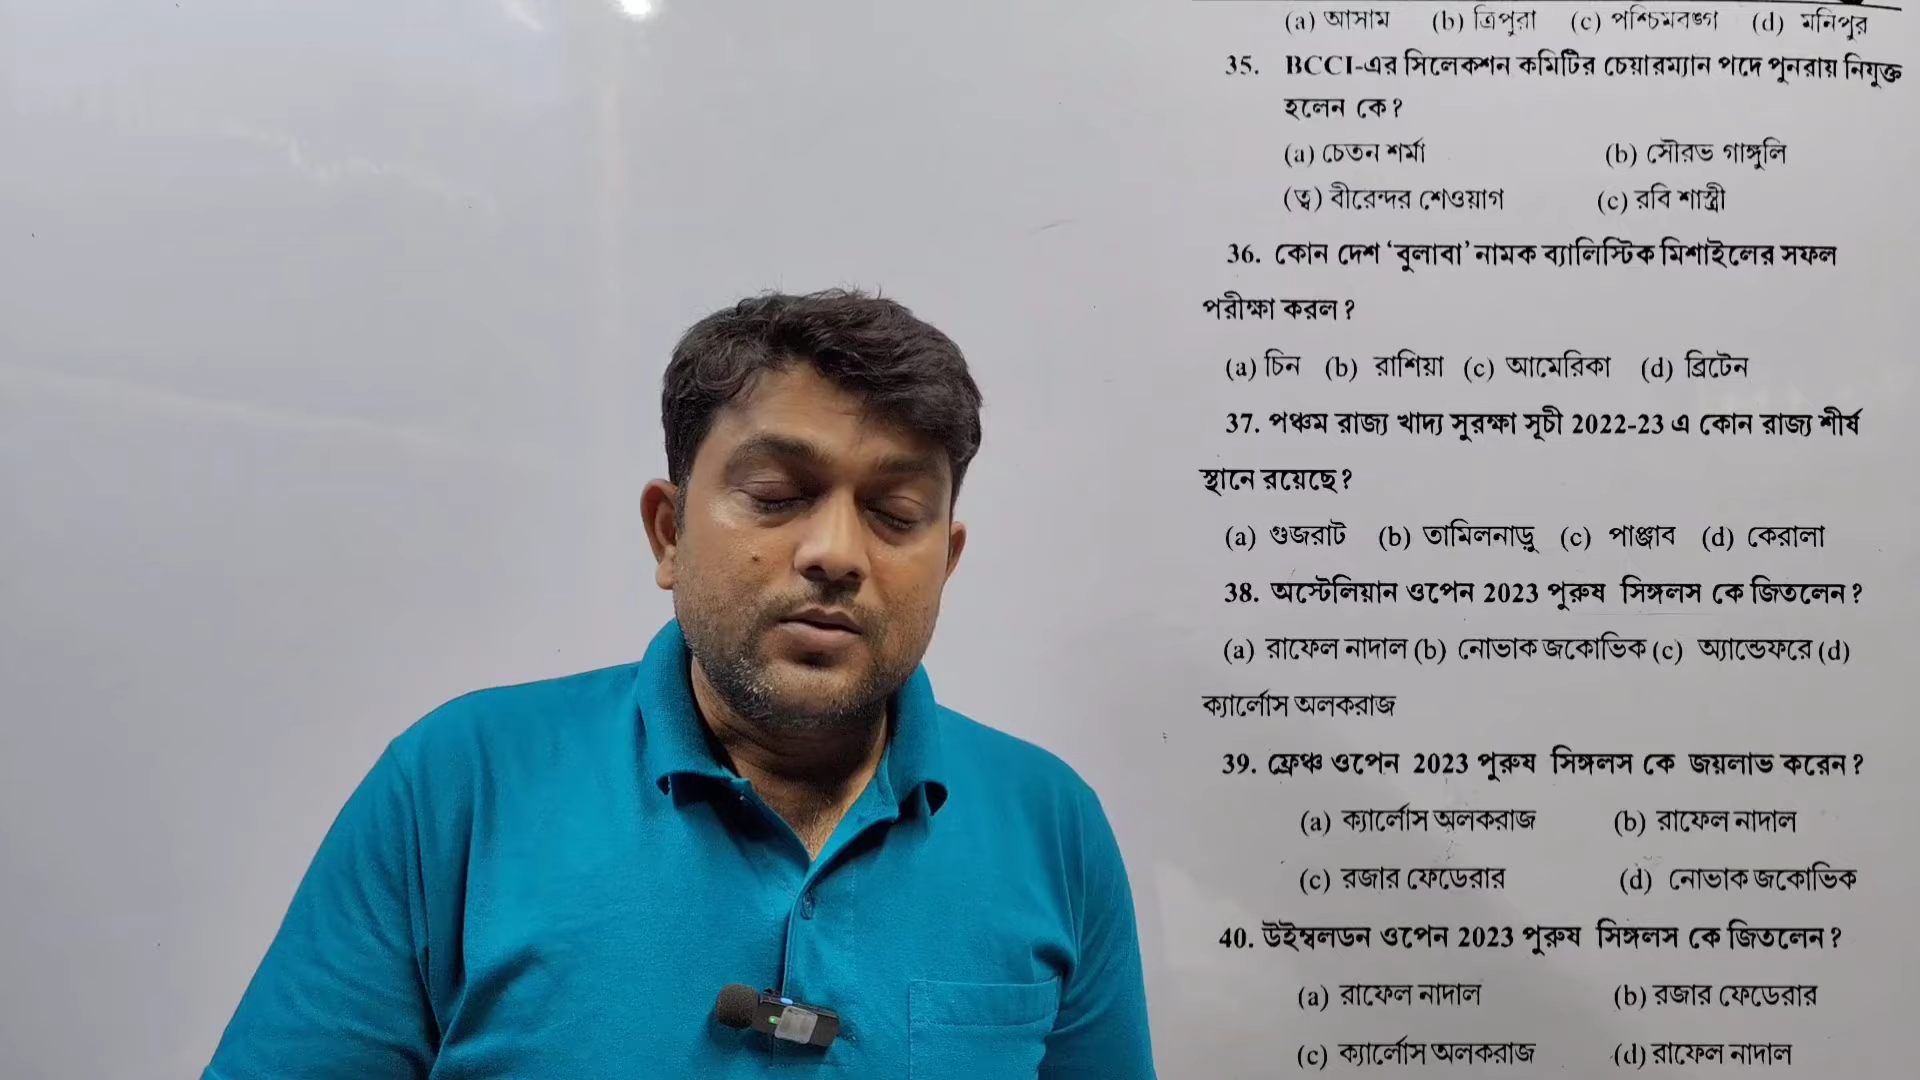 (a) আসাম (b) ত্রিপুরা (c) পশ্চিমবঙ্গ (d) মনিপুর
35. BCCI-এর সিলেকশন কমিটির চেয়ারম্যান পদে পুনরায় নিযুক্ত
হলেন কে?
(a) চেতন শর্মা (b) সৌরভ গাঙ্গুলি
(ত্ব) বীরেন্দর শেওয়াগ (c) রবি শাস্ত্রী
36. কোন দেশ ‘বুলাবা’ নামক ব্যালিস্টিক মিশাইলের সফল
পরীক্ষা করল?
(a) চিন (b) রাশিয়া (c) আমেরিকা (d) ব্রিটেন
37. পঞ্চম রাজ্য খাদ্য সুরক্ষা সূচী 2022-23 এ কোন রাজ্য শীর্ষ
স্থানে রয়েছে?
(a) গুজরাট (b) তামিলনাড়ু (c) পাঞ্জাব (d) কেরালা
38. অস্টেলিয়ান ওপেন 2023 পুরুষ সিঙ্গলস কে জিতলেন?
(a) রাফেল নাদাল (b) নোভাক জকোভিক (c) অ্যান্ডেফরে (d)
ক্যার্লোস অলকরাজ
39. ফ্রেঞ্চ ওপেন 2023 পুরুষ সিঙ্গলস কে জয়লাভ করেন?
(a) ক্যার্লোস অলকরাজ (b) রাফেল নাদাল
(c) রজার ফেডেরার (d) নোভাক জকোভিক
40. উইম্বলডন ওপেন 2023 পুরুষ সিঙ্গলস কে জিতলেন?
(a) রাফেল নাদাল (b) রজার ফেডেরার
(c) ক্যার্লোস অলকরাজ (d) রাফেল নাদাল